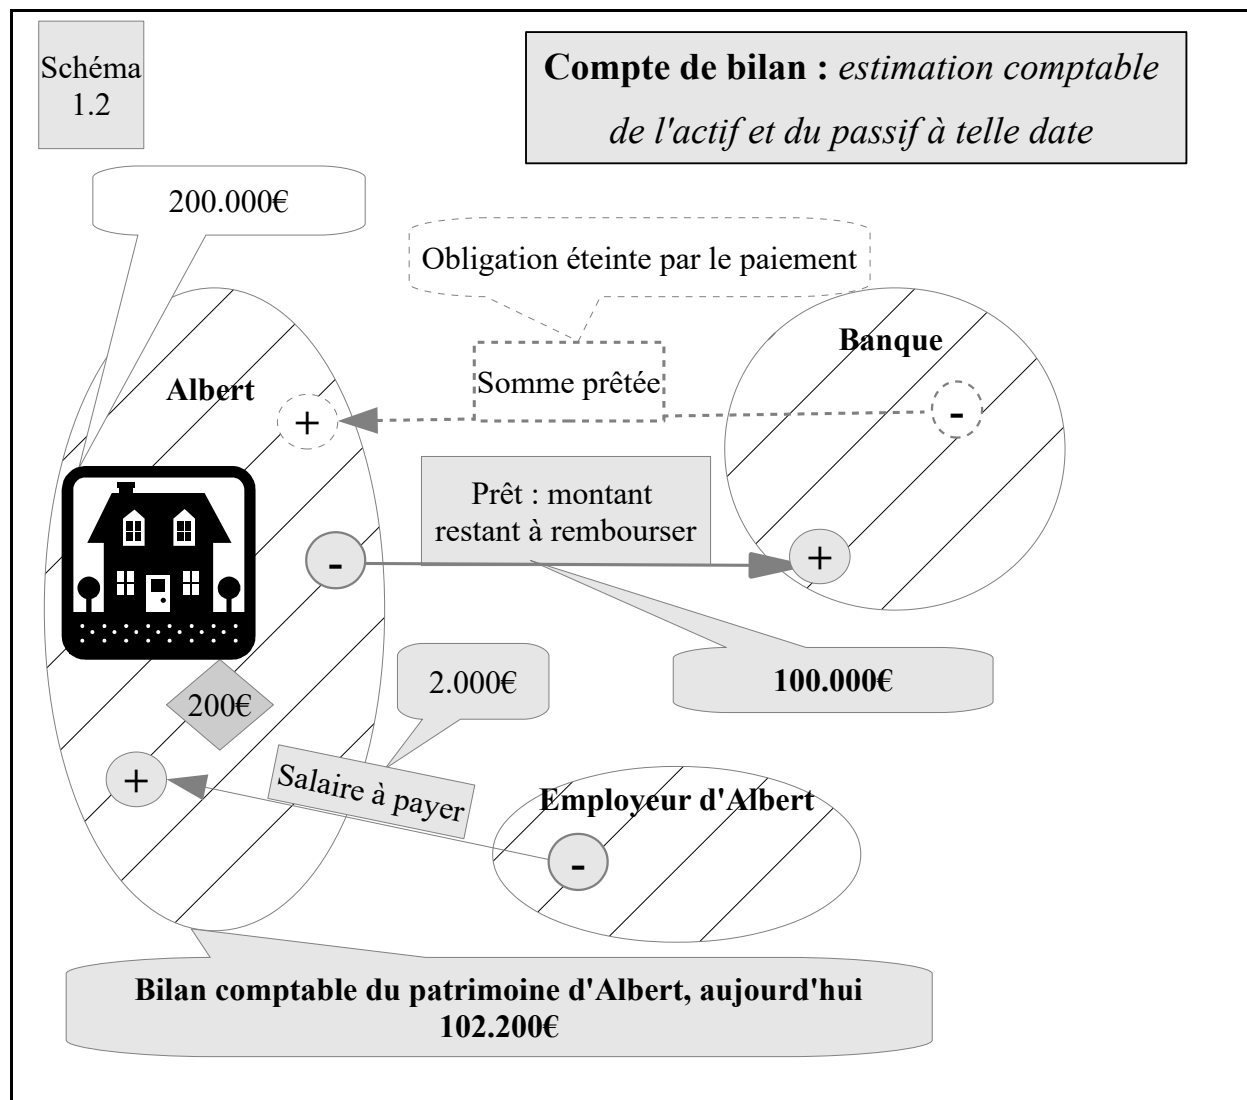 Schéma
1.2
Compte de bilan : estimation comptable
de l'actif et du passif à telle date
200.000€
Obligation éteinte par le paiement
Banque
Somme prêtée
Albert
+
-
Prêt : montant
restant à rembourser
-
+
2.000€
100.000€
200€
+
Salaire à payer
Employeur d'Albert
-
Bilan comptable du patrimoine d'Albert, aujourd'hui
102.200€